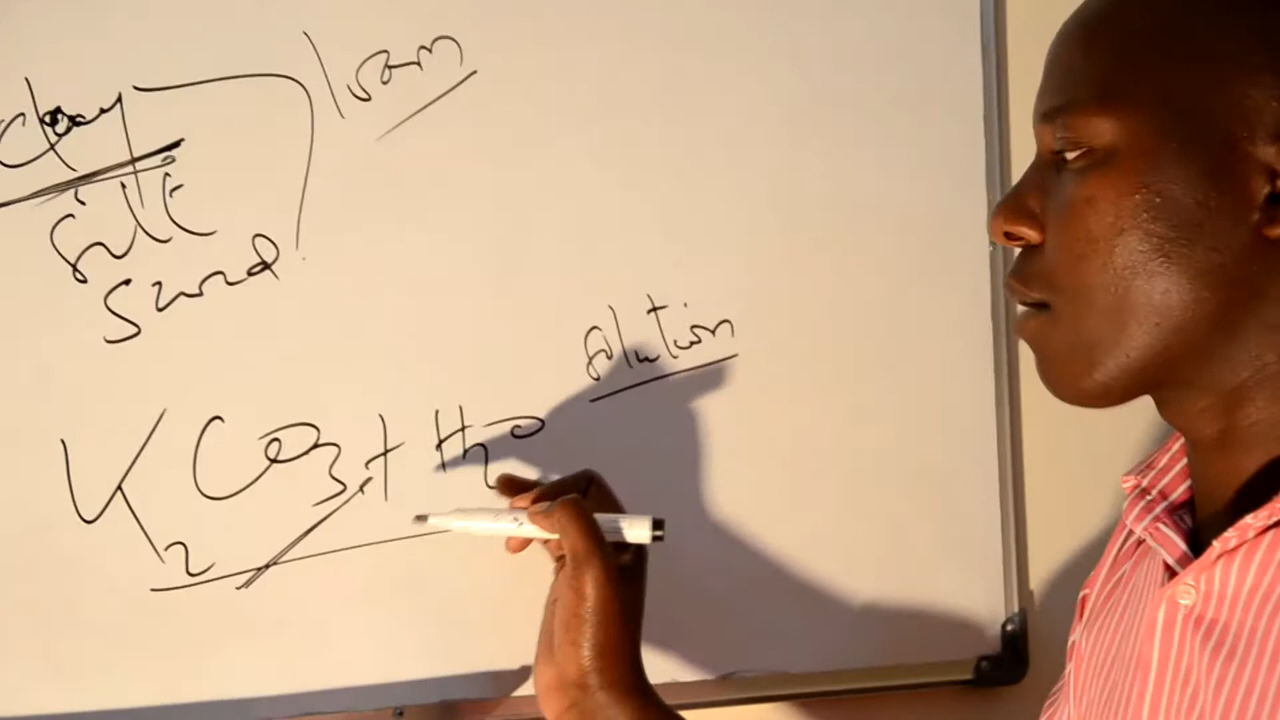 clay
loam
silt
sand
solution
K2CO3 + H2O